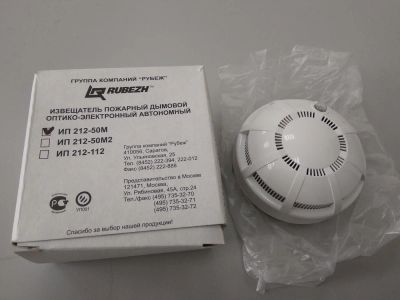 ГРУППА КОМПАНИЙ "РУБЕЖ"
RUBEZH
ИЗВЕЩАТЕЛЬ ПОЖАРНЫЙ ДЫМОВОЙ
ОПТИКО-ЭЛЕКТРОННЫЙ АВТОНОМНЫЙ
ИП 212-50М
ИП 212-50М2
ИП 212-112
Группа компаний "Рубеж"
410056, Саратов,
Ул. Ульяновская, 25
Тел. (8452) 222-094, 222-012
Факс (8452) 222-888
Представительство в Москве
121471, Москва,
Ул. Рябиновая, 45А, стр.24
Тел./факс (495) 735-32-70
(495) 735-32-71
(495) 735-32-72
Спасибо за выбор нашей продукции!